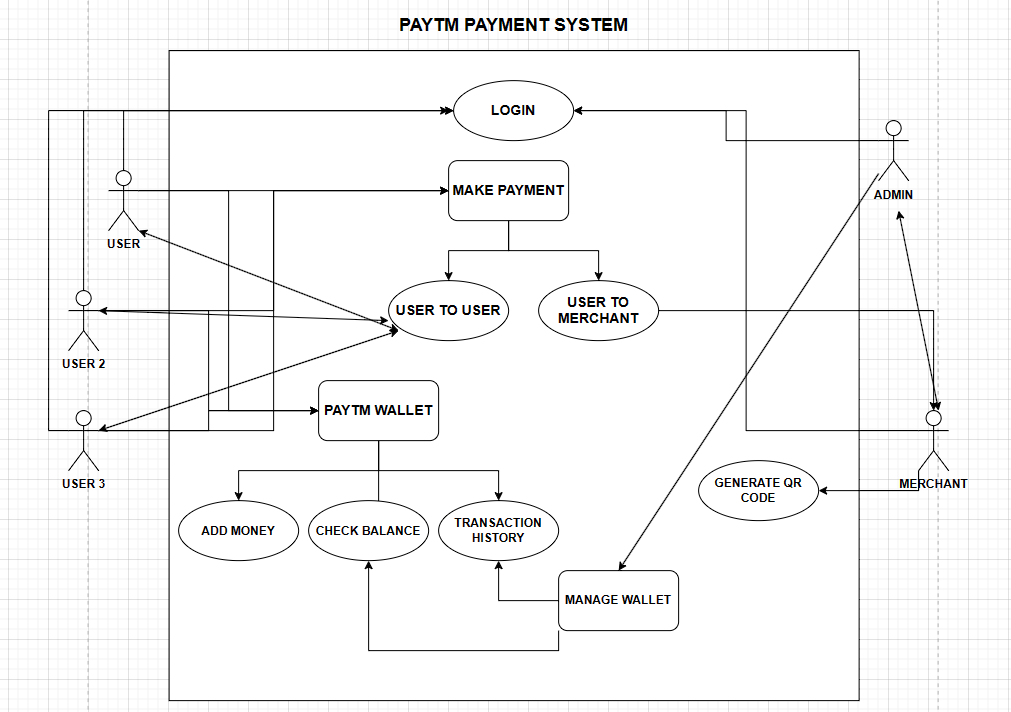 PAYTM PAYMENT SYSTEM
LOGIN
MAKE PAYMENT
ADMIN
USER
USER TO USER
USER TO
MERCHANT
USER 2
PAYTM WALLET
USER 3
GENERATE QR
CODE
MERCHANT
ADD MONEY
CHECK BALANCE
TRANSACTION
HISTORY
MANAGE WALLET